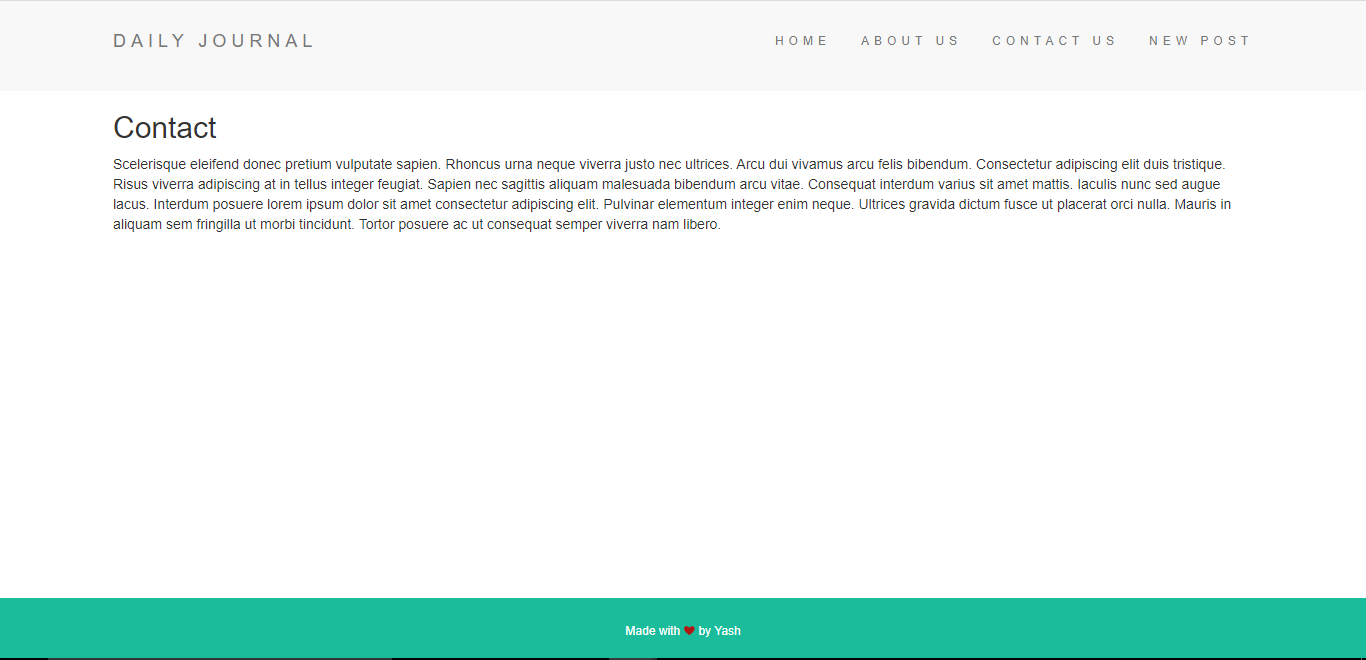 DAILY JOURNAL
HOME ABOUT US CONTACT US NEW POST
Contact
Scelerisque eleifend donec pretium vulputate sapien. Rhoncus urna neque viverra justo nec ultrices. Arcu dui vivamus arcu felis bibendum. Consectetur adipiscing elit duis tristique.
Risus viverra adipiscing at in tellus integer feugiat. Sapien nec sagittis aliquam malesuada bibendum arcu vitae. Consequat interdum varius sit amet mattis. Iaculis nunc sed augue
lacus. Interdum posuere lorem ipsum dolor sit amet consectetur adipiscing elit. Pulvinar elementum integer enim neque. Ultrices gravida dictum fusce ut placerat orci nulla. Mauris in
aliquam sem fringilla ut morbi tincidunt. Tortor posuere ac ut consequat semper viverra nam libero.
Made with ❤ by Yash